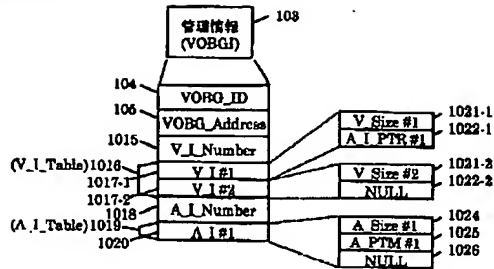 管理情報
(VOBGI)
103
104
VOBG_ID
105
VOBG_Address
1015
V_I_Number
(V_I_Table)1016
V_I#1
1017-1
V_I#2
1017-2
1018
A_I_Number
(A_I_Table)1019
A_I#1
1020
V_Size #1
1021-1
A_I_PTR#1
1022-1
V_Size #2
1021-2
NULL
1022-2
A_Size #1
1024
A_PTM #1
1025
NULL
1026